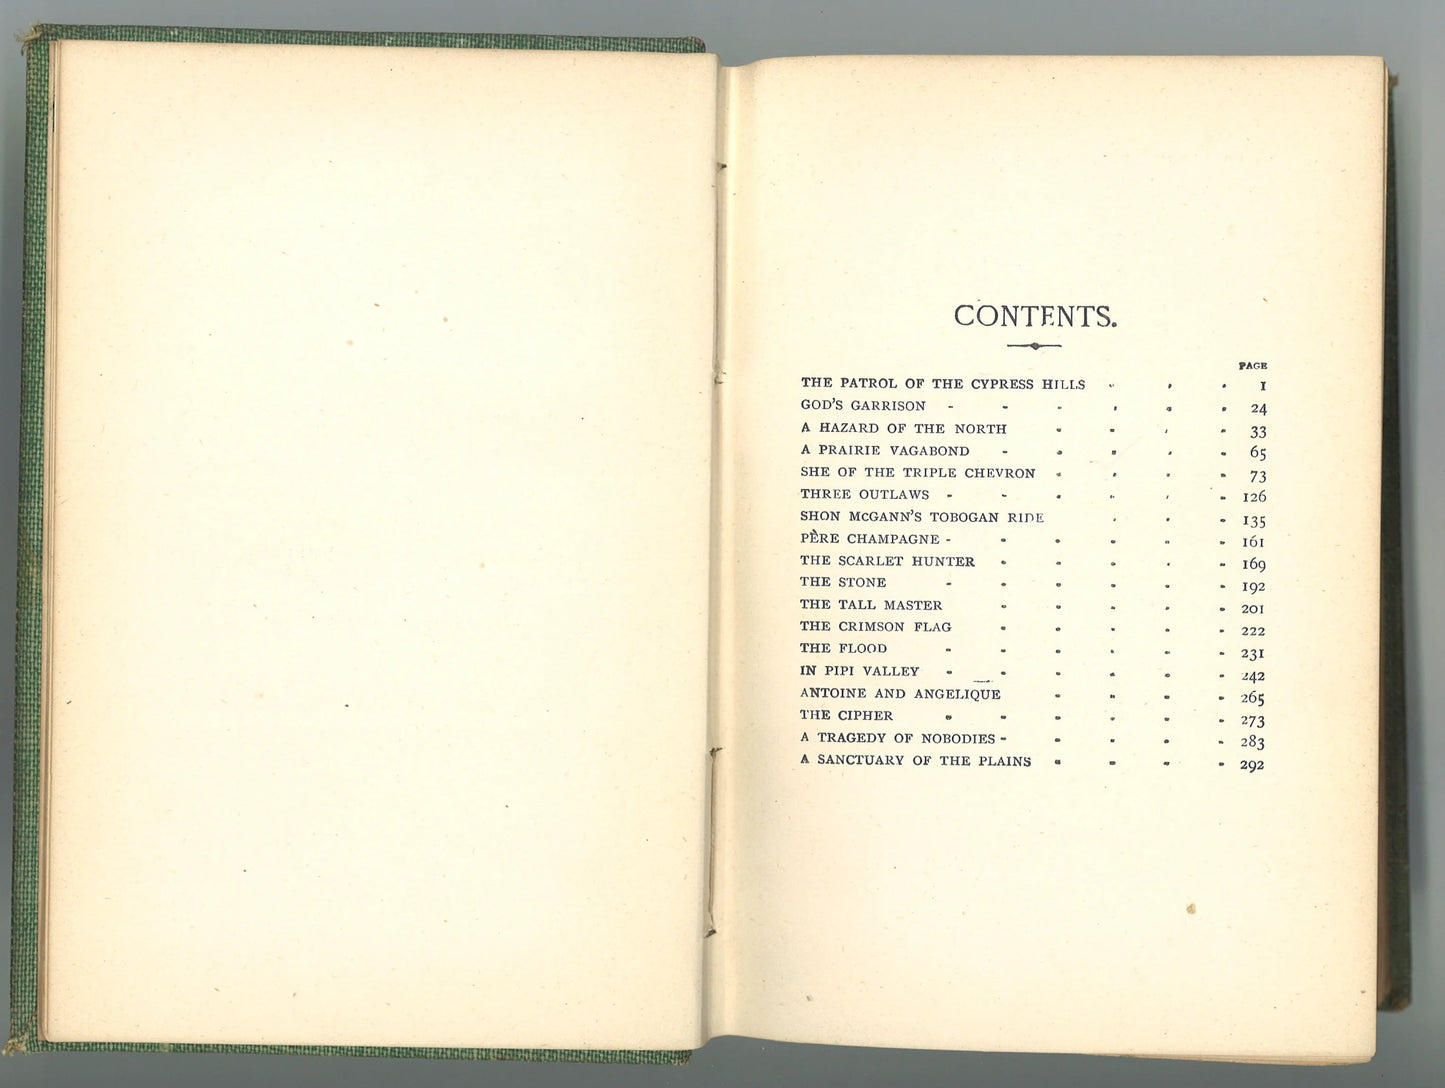 CONTENTS.
PAGE
THE PATROL OF THE CYPRESS HILLS - - - 1
GOD'S GARRISON - - - - - - 24
A HAZARD OF THE NORTH - - - - 33
A PRAIRIE VAGABOND - - - - - 65
SHE OF THE TRIPLE CHEVRON - - - - 73
THREE OUTLAWS - - - - - - 126
SHON McGANN'S TOBOGAN RIDE - - - 135
PÈRE CHAMPAGNE - - - - - - 161
THE SCARLET HUNTER - - - - - 169
THE STONE - - - - - - 192
THE TALL MASTER - - - - - 201
THE CRIMSON FLAG - - - - - 222
THE FLOOD - - - - - - 231
IN PIPI VALLEY - - - - - - 242
ANTOINE AND ANGELIQUE - - - - 265
THE CIPHER - - - - - - 273
A TRAGEDY OF NOBODIES - - - - - 283
A SANCTUARY OF THE PLAINS - - - - 292